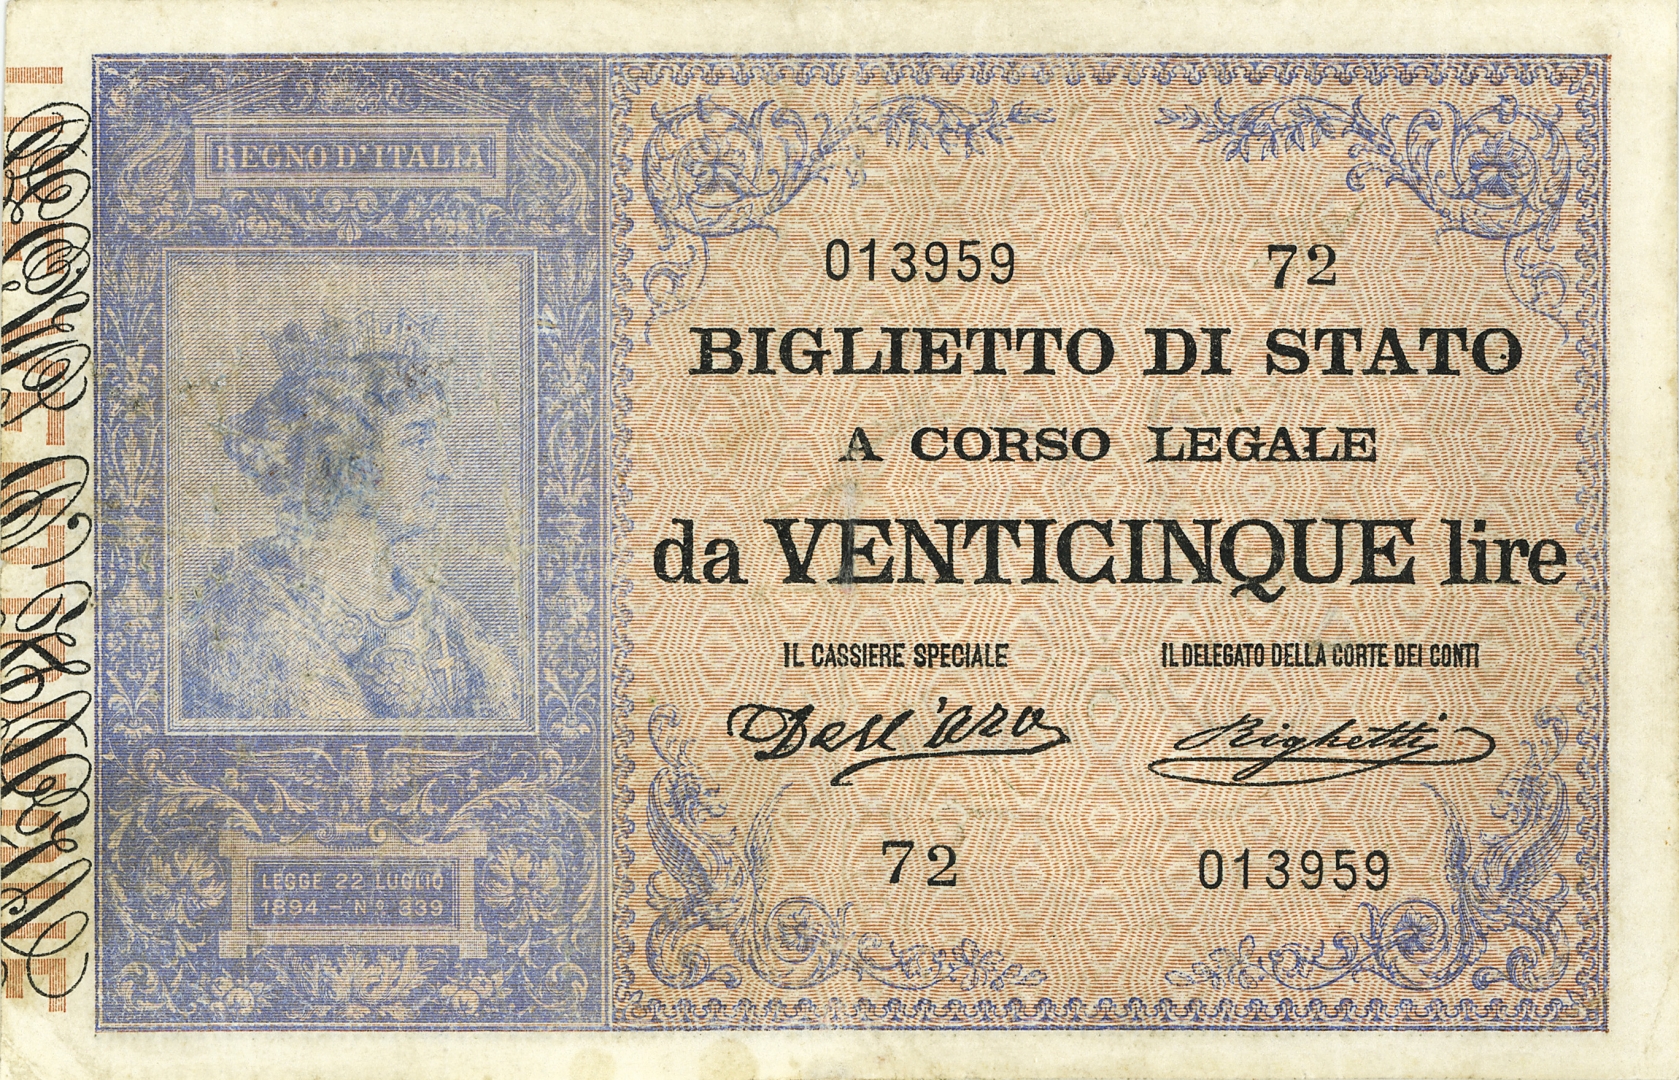 REGNO D'ITALIA
013959 72
BIGLIETTO DI STATO
A CORSO LEGALE
da VENTICINQUE lire
IL CASSIERE SPECIALE IL DELEGATO DELLA CORTE DEI CONTI
Dell'Ara Righetti
72 013959
LEGGE 22 LUGLIO
1894 - N.º 339